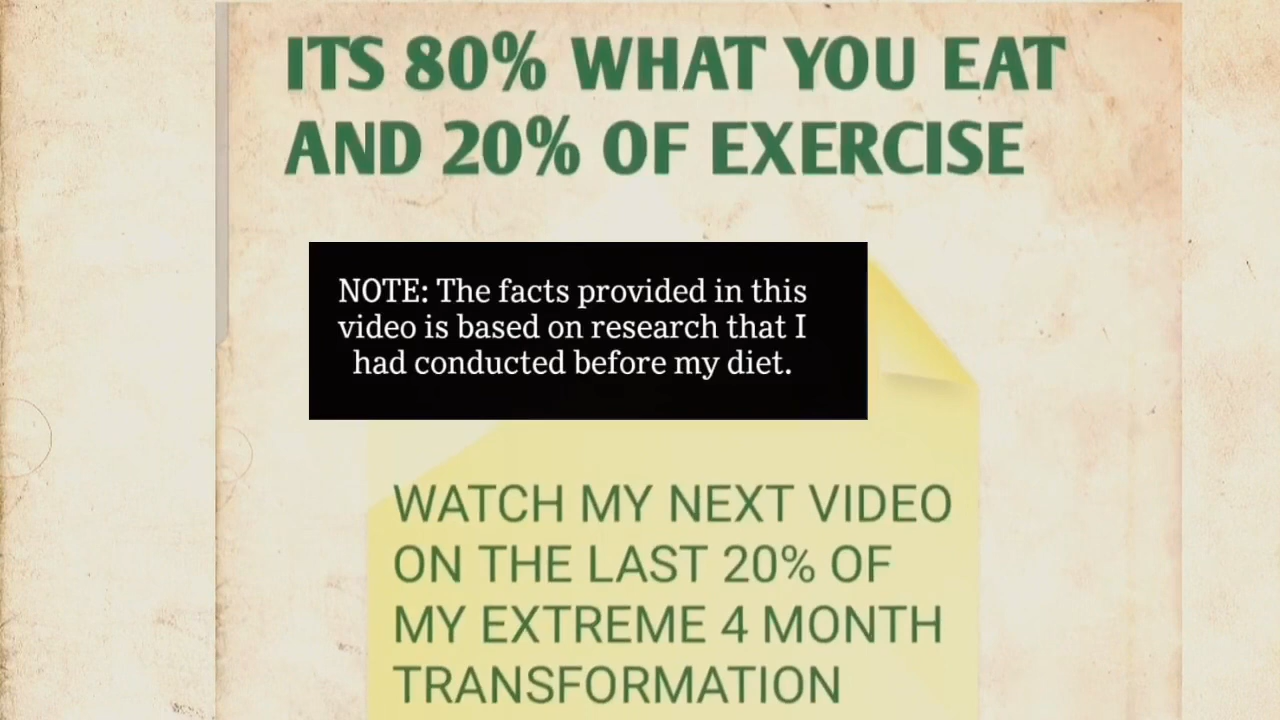 ITS 80% WHAT YOU EAT
AND 20% OF EXERCISE
NOTE: The facts provided in this
video is based on research that I
had conducted before my diet.
WATCH MY NEXT VIDEO
ON THE LAST 20% OF
MY EXTREME 4 MONTH
TRANSFORMATION